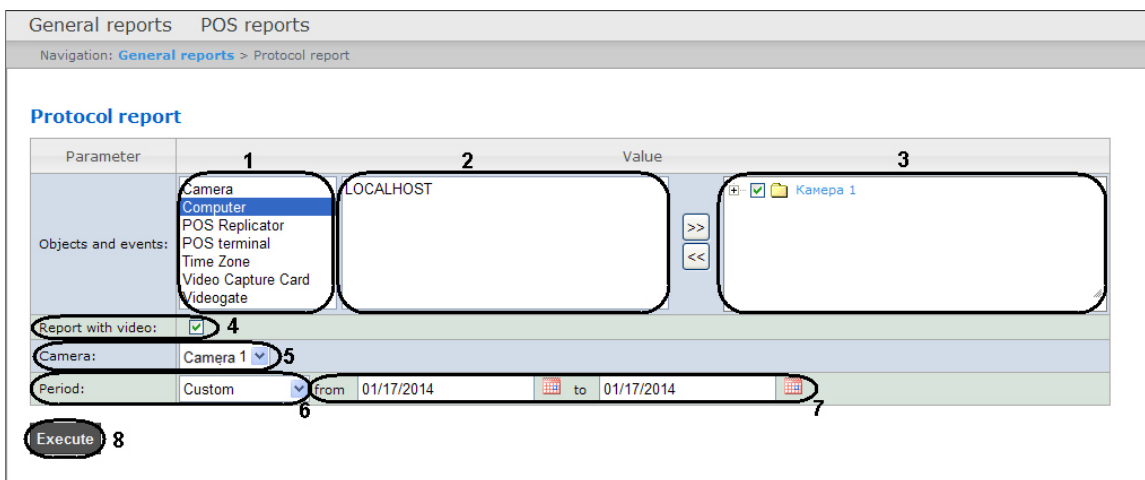 General reports POS reports
Navigation: General reports > Protocol report
Protocol report
Parameter 1 2 Value 3
Camera
Computer
POS Replicator
POS terminal
Time Zone
Video Capture Card
Videogate
LOCALHOST
>>
<<
Камера 1
Objects and events:
Report with video: 4
Camera: Camera 1 5
Period: Custom 6 from 01/17/2014 to 01/17/2014 7
Execute 8